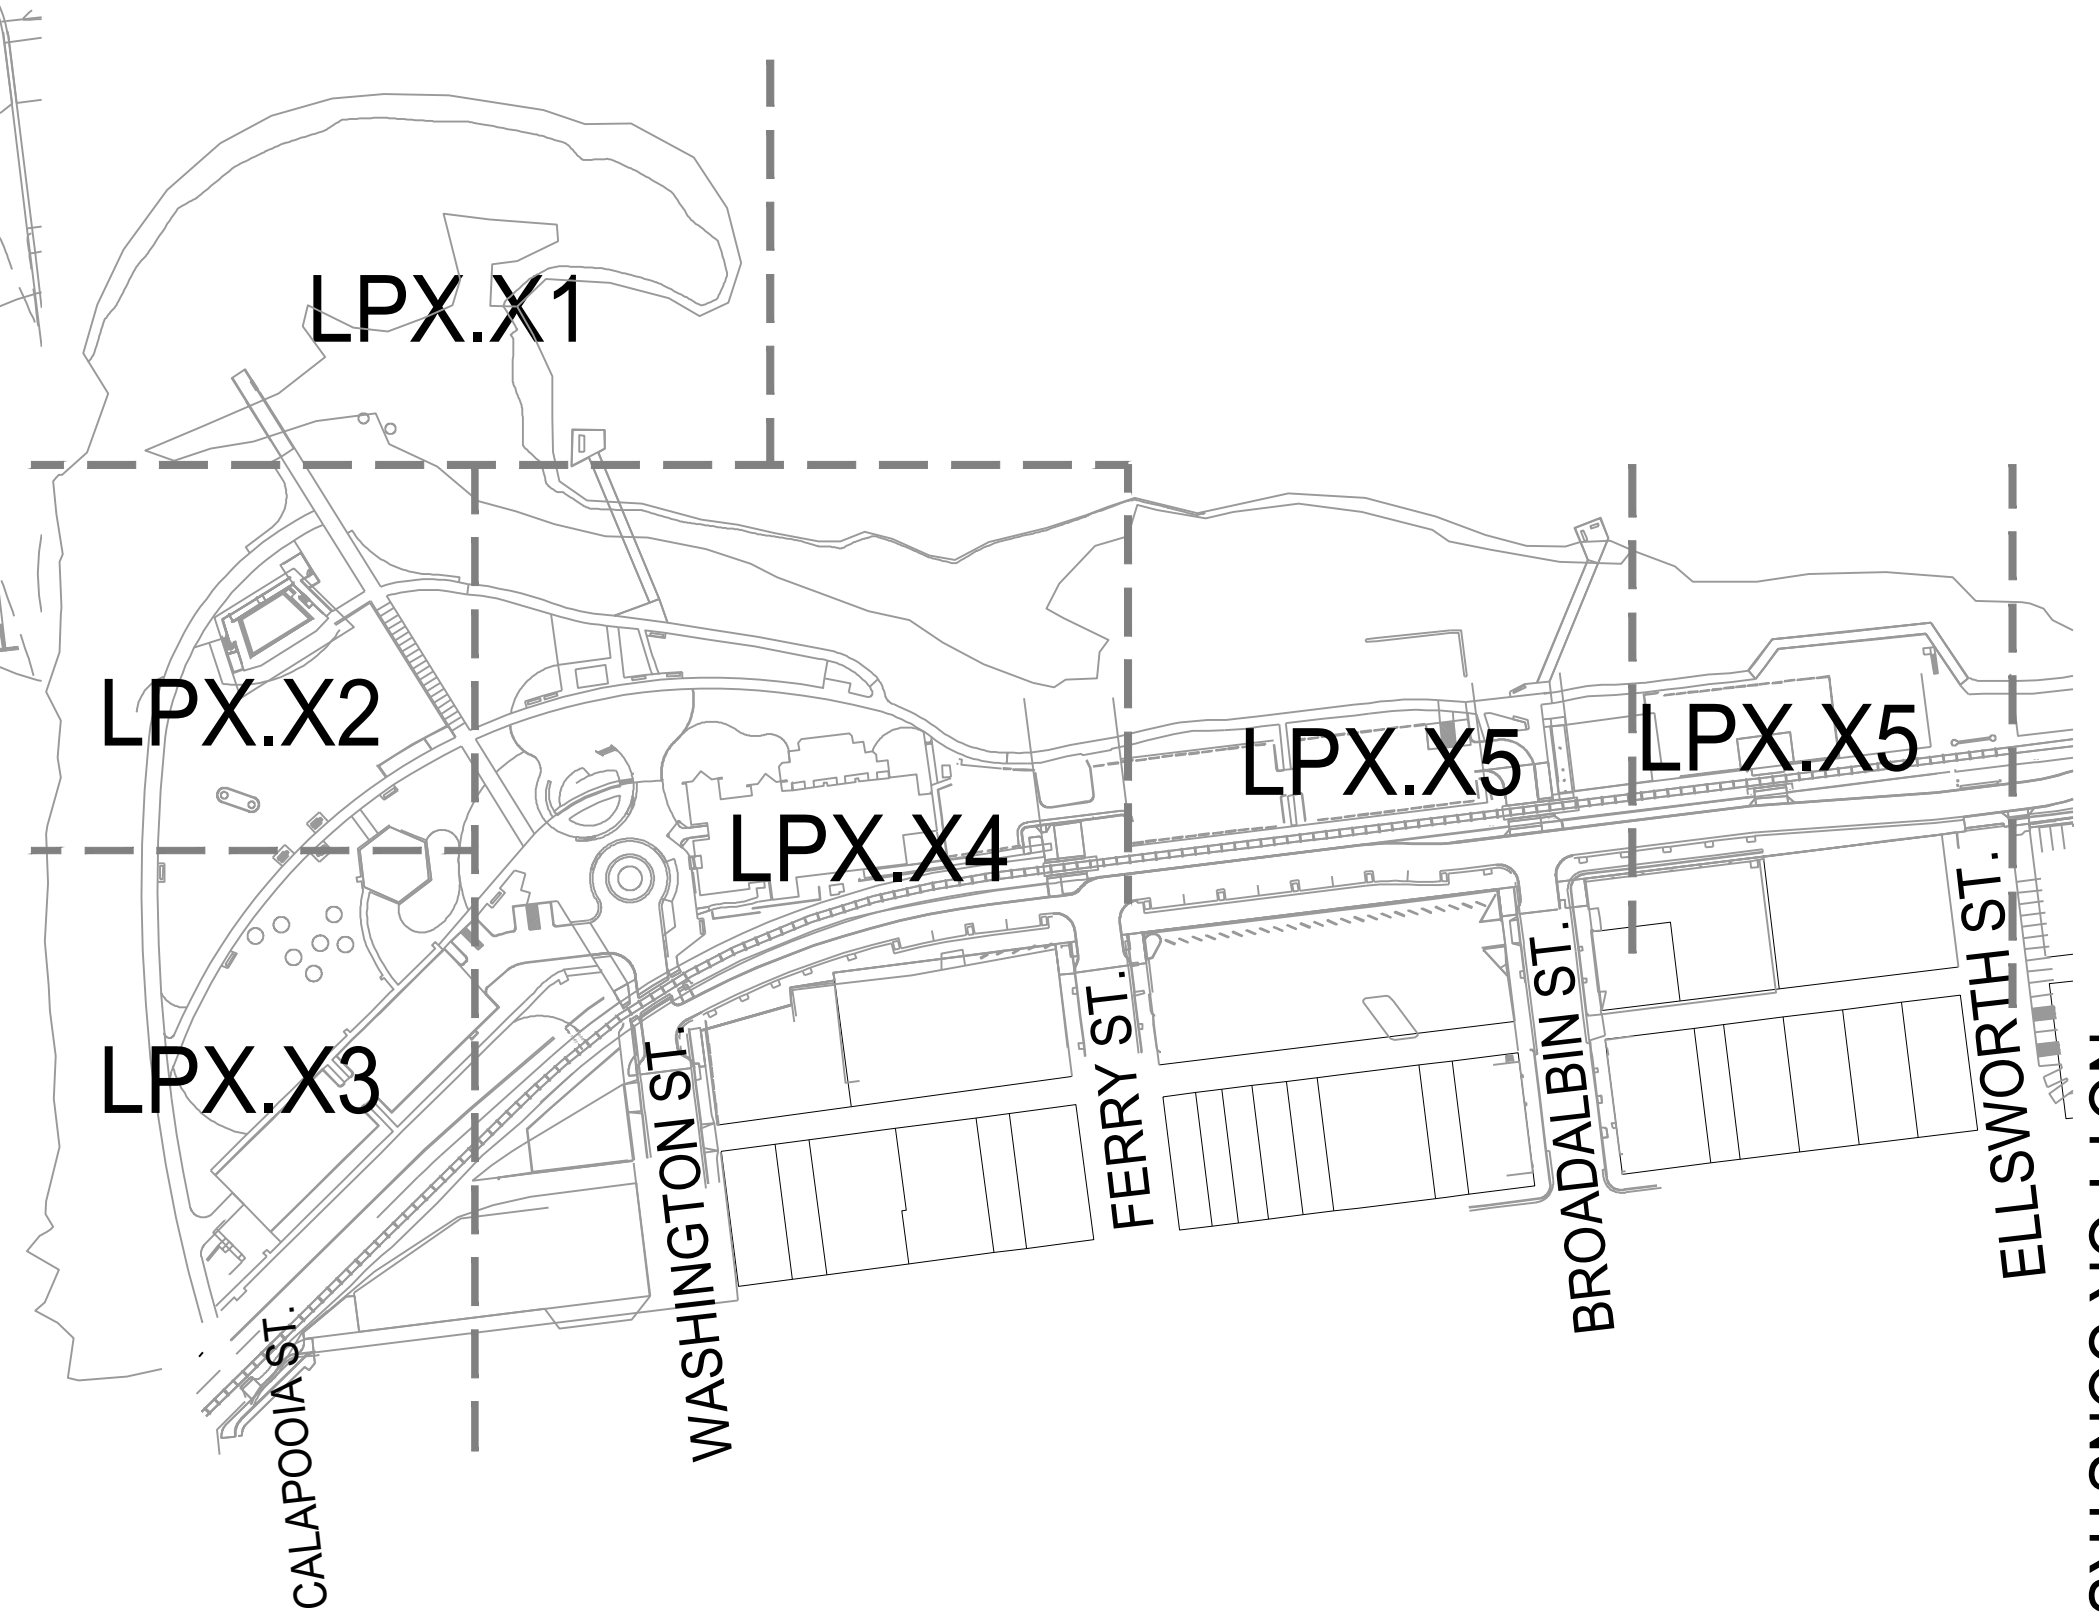 LPX.X1
LPX.X2
LPX.X5
LPX.X5
LPX.X4
LPX.X3
CALAPOOIA ST.
WASHINGTON ST.
FERRY ST.
BROADALBIN ST.
ELLSWORTH ST.